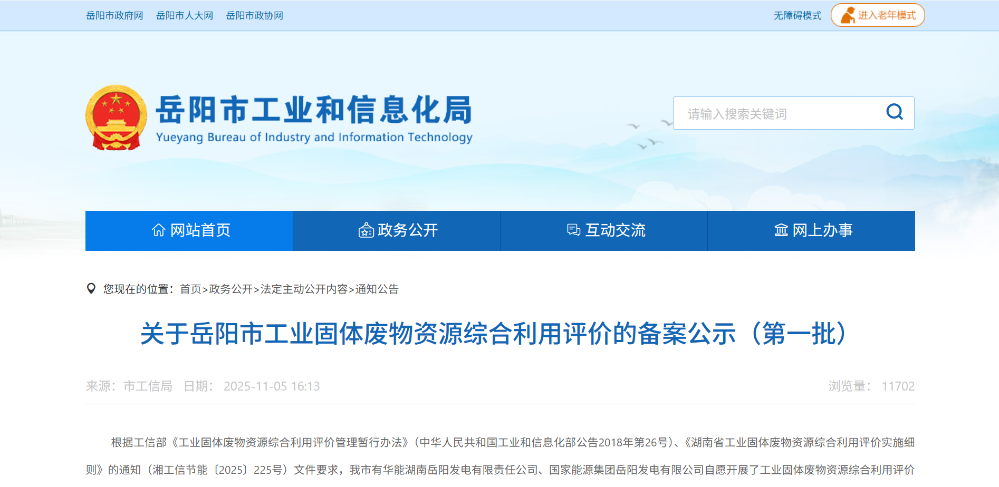 岳阳市政府网 岳阳市人大网 岳阳市政协网 无障碍模式 进入老年模式
岳阳市工业和信息化局
Yueyang Bureau of Industry and Information Technology
请输入搜索关键词
网站首页 政务公开 互动交流 网上办事
您现在的位置：首页>政务公开>法定主动公开内容>通知公告
关于岳阳市工业固体废物资源综合利用评价的备案公示（第一批）
来源：市工信局 日期： 2025-11-05 16:13 浏览量： 11702
根据工信部《工业固体废物资源综合利用评价管理暂行办法》（中华人民共和国工业和信息化部公告2018年第26号）、《湖南省工业固体废物资源综合利用评价实施细
则》的通知（湘工信节能〔2025〕225号）文件要求，我市有华能湖南岳阳发电有限责任公司、国家能源集团岳阳发电有限公司自愿开展了工业固体废物资源综合利用评价